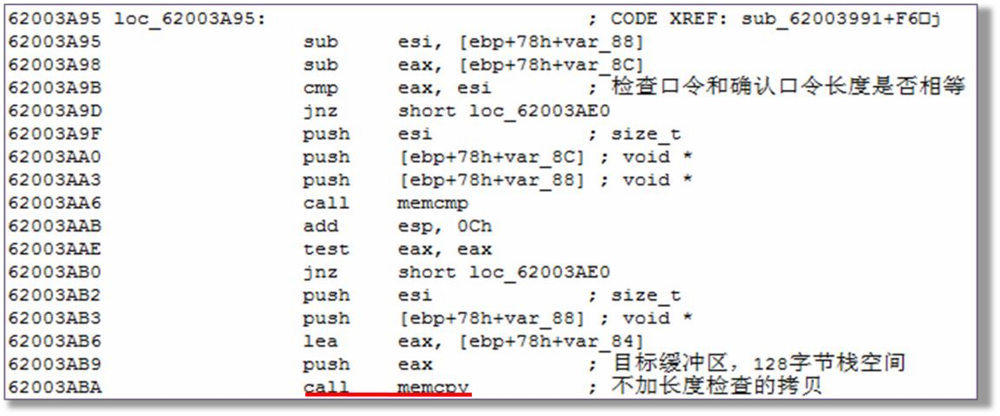 62003A95 loc_62003A95: ; CODE XREF: sub_62003991+F6□j
62003A95 sub esi, [ebp+78h+var_88]
62003A98 sub eax, [ebp+78h+var_8C]
62003A9B cmp eax, esi ; 检查口令和确认口令长度是否相等
62003A9D jnz short loc_62003AE0
62003A9F push esi ; size_t
62003AA0 push [ebp+78h+var_8C] ; void *
62003AA3 push [ebp+78h+var_88] ; void *
62003AA6 call memcmp
62003AAB add esp, 0Ch
62003AAE test eax, eax
62003AB0 jnz short loc_62003AE0
62003AB2 push esi ; size_t
62003AB3 push [ebp+78h+var_88] ; void *
62003AB6 lea eax, [ebp+78h+var_84]
62003AB9 push eax ; 目标缓冲区，128字节栈空间
62003ABA call memcpy ; 不加长度检查的拷贝